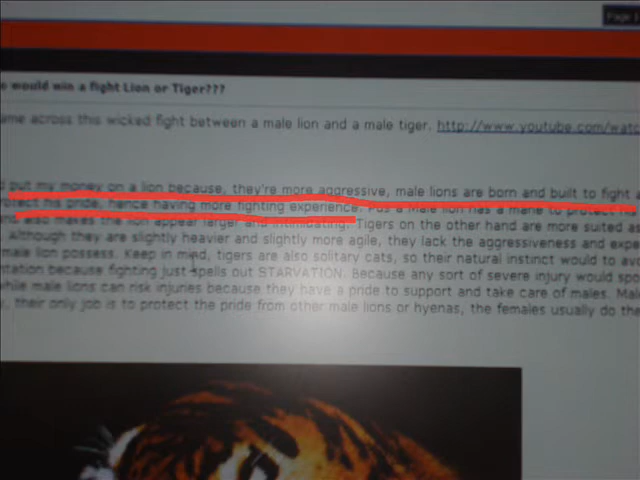 Page 1
e would win a fight Lion or Tiger???
ame across this wicked fight between a male lion and a male tiger. http://www.youtube.com/watc
put my money on a lion because, they're more aggressive, male lions are born and built to fight
ect his pride, hence having more fighting experience. Plus a male lion has a mane to protect
and makes the lion appear larger and intimidating. Tigers on the other hand are more suited as
Although they are slightly heavier and slightly more agile, they lack the aggressiveness and expe
male lion possess. Keep in mind, tigers are also solitary cats, so their natural instinct would to avo
ntation because fighting just spells out STARVATION. Because any sort of severe injury would spo
while male lions can risk injuries because they have a pride to support and take care of males. Mal
, their only job is to protect the pride from other male lions or hyenas, the females usually do the